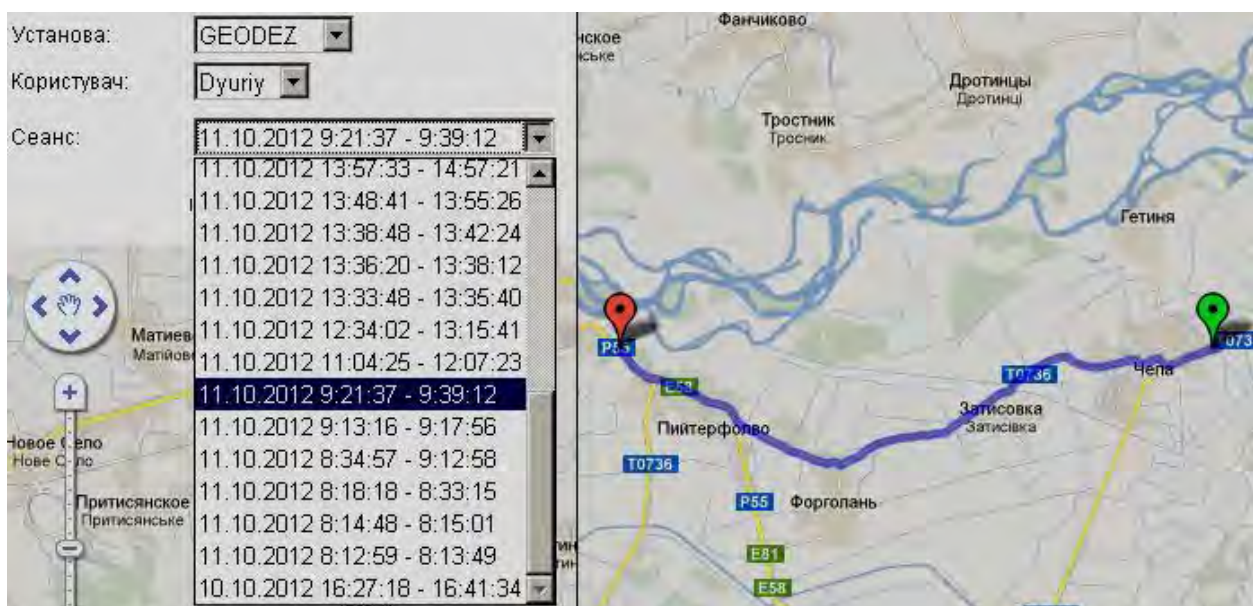 Установа: GEODEZ
Користувач: Dyuriy
Сеанс: 11.10.2012 9:21:37 - 9:39:12
11.10.2012 13:57:33 - 14:57:21
11.10.2012 13:48:41 - 13:55:26
11.10.2012 13:38:48 - 13:42:24
11.10.2012 13:36:20 - 13:38:12
11.10.2012 13:33:48 - 13:35:40
11.10.2012 12:34:02 - 13:15:41
11.10.2012 11:04:25 - 12:07:23
11.10.2012 9:21:37 - 9:39:12
11.10.2012 9:13:16 - 9:17:56
11.10.2012 8:34:57 - 9:12:58
11.10.2012 8:18:18 - 8:33:15
11.10.2012 8:14:48 - 8:15:01
11.10.2012 8:12:59 - 8:13:49
10.10.2012 16:27:18 - 16:41:34
Матиев
Матійов
Новое Село
Нове Село
Притисянское
Притисянське
Фанчиково
нское
нське
Дротинцы
Дротинці
Тростник
Тросник
Гетиня
P55
T073
E58
T0736
Чепа
Затисовка
Затисівка
Пийтерфолво
T0736
P55
Форголань
E81
E58